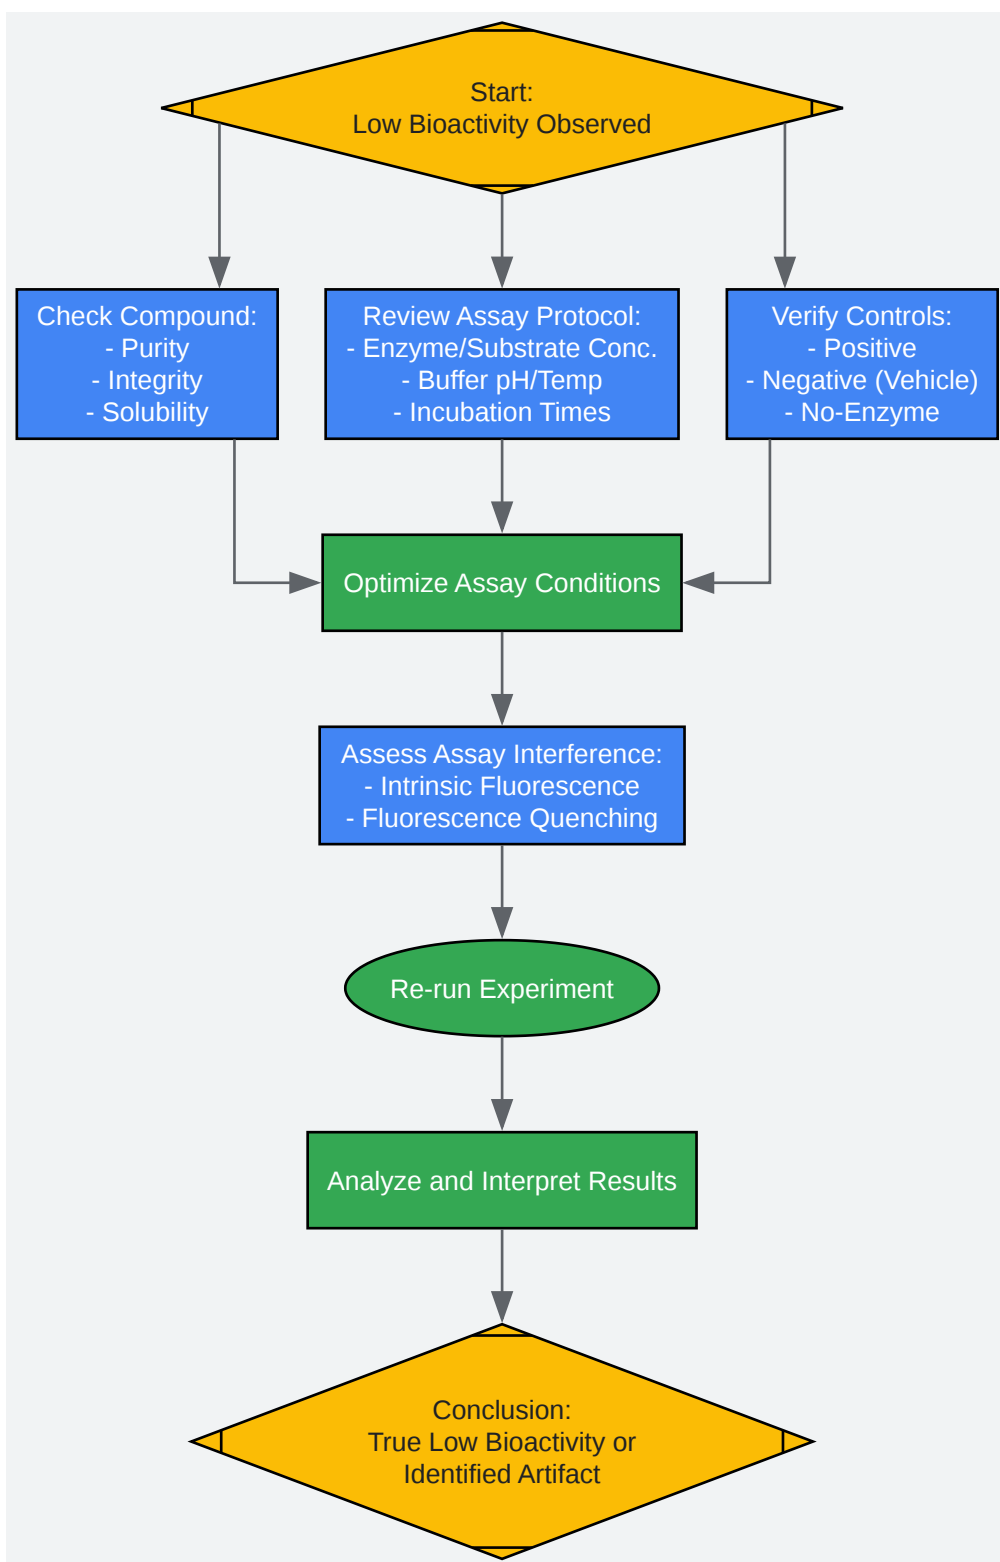 Start:
Low Bioactivity Observed
Check Compound:
- Purity
- Integrity
- Solubility
Review Assay Protocol:
- Enzyme/Substrate Conc.
- Buffer pH/Temp
- Incubation Times
Verify Controls:
- Positive
- Negative (Vehicle)
- No-Enzyme
Optimize Assay Conditions
Assess Assay Interference:
- Intrinsic Fluorescence
- Fluorescence Quenching
Re-run Experiment
Analyze and Interpret Results
Conclusion:
True Low Bioactivity or
Identified Artifact